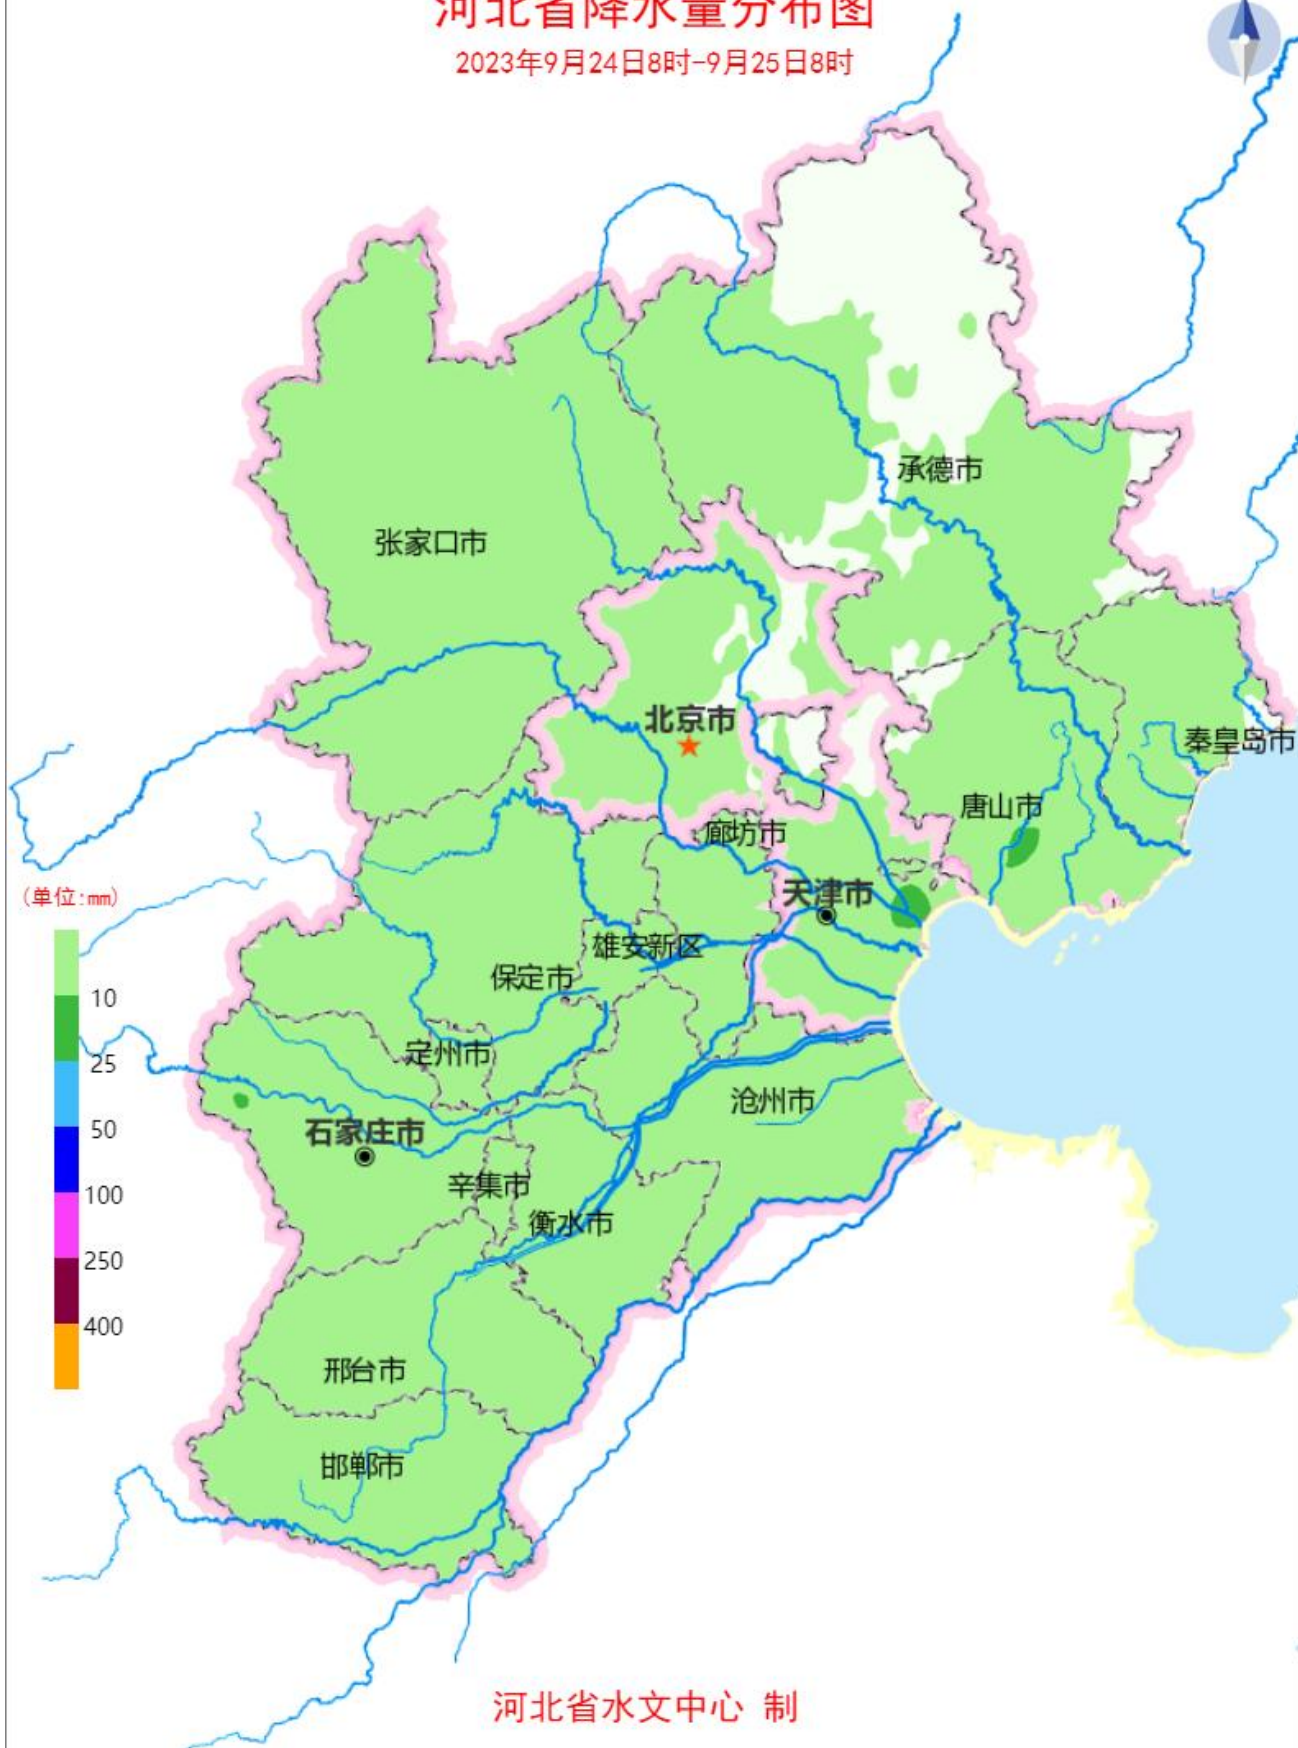 河北省降水量分布图
2023年9月24日8时-9月25日8时
承德市
张家口市
北京市
秦皇岛市
唐山市
廊坊市
天津市
(单位:mm)
雄安新区
保定市
10
定州市
25
沧州市
50
石家庄市
辛集市
100
衡水市
250
400
邢台市
邯郸市
河北省水文中心 制